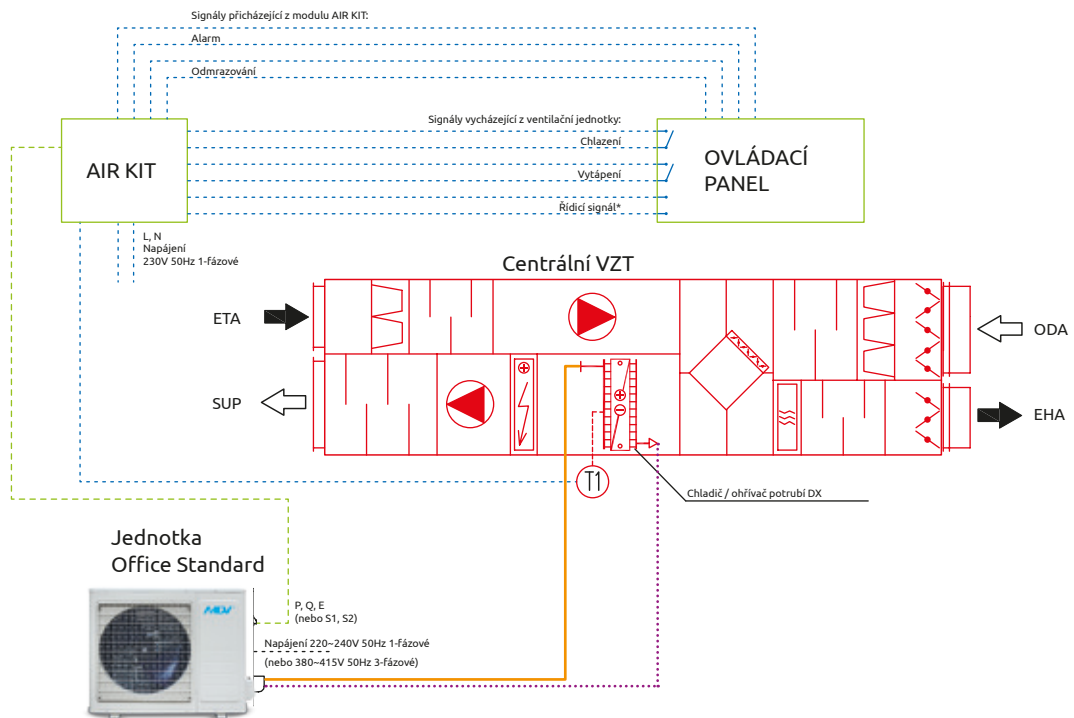 Signály přicházející z modulu AIR KIT:
Alarm
Odmrazování
Signály vycházející z ventilační jednotky:
Chlazení
Vytápění
Řídicí signál*
AIR KIT
OVLÁDACÍ
PANEL
L, N
Napájení
230V 50Hz 1-fázové
Centrální VZT
ETA
ODA
SUP
EHA
T1
Chladič / ohřívač potrubí DX
Jednotka
Office Standard
MDV
P, Q, E
(nebo S1, S2)
Napájení 220~240V 50Hz 1-fázové
(nebo 380~415V 50Hz 3-fázové)